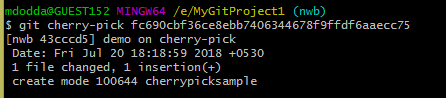 mdodda@GUEST152 MINGW64 /e/MyGitProject1 (nwb)
$ git cherry-pick fc690cbf36ce8ebb7406344678f9ffdf6aaecc75
[nwb 43cccd5] demo on cherry-pick
 Date: Fri Jul 20 18:18:59 2018 +0530
 1 file changed, 1 insertion(+)
 create mode 100644 cherrypicksample